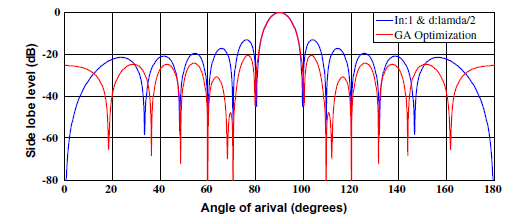 In:1 & d:lamda/2
GA Optimization
Side lobe level (dB)
0
-20
-40
-60
-80
0 20 40 60 80 100 120 140 160 180
Angle of arival (degrees)